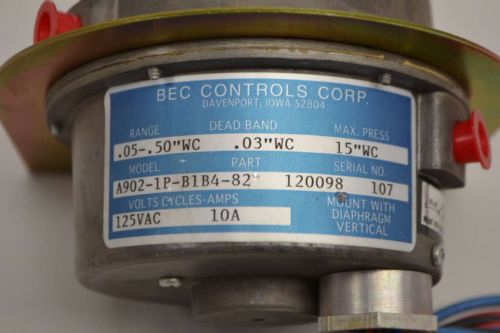 BEC CONTROLS CORP.
DAVENPORT, IOWA 52804
RANGE DEAD BAND MAX. PRESS
.05-.50"WC .03"WC 15"WC
MODEL PART SERIAL NO.
A902-1P-B1B4-82 120098 107
VOLTS CYCLES-AMPS MOUNT WITH
125VAC 10A DIAPHRAGM
VERTICAL